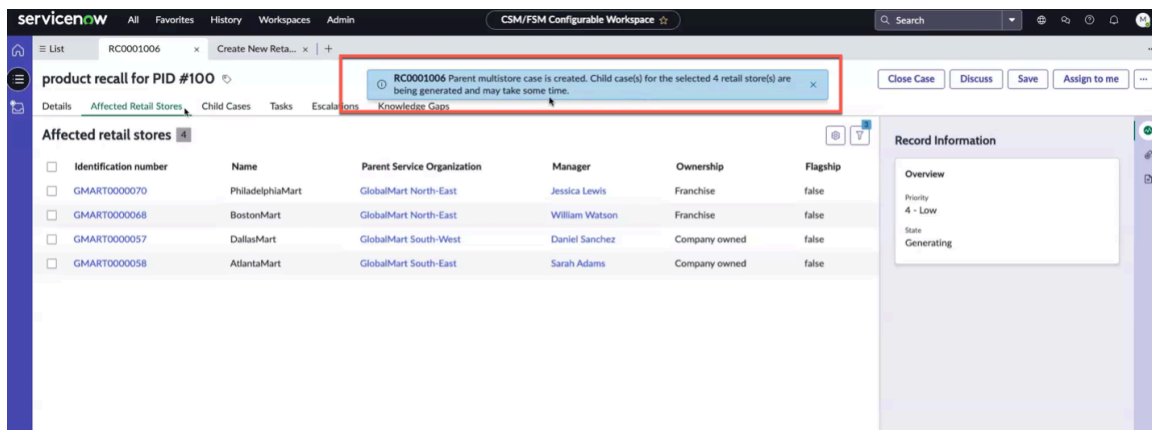 servicenow All Favorites History Workspaces Admin CSM/FSM Configurable Workspace Search M
List RC0001006 × Create New Reta... × +
product recall for PID #100
RC0001006 Parent multistore case is created. Child case(s) for the selected 4 retail store(s) are
being generated and may take some time.
Close Case Discuss Save Assign to me ...
Details Affected Retail Stores Child Cases Tasks Escalations Knowledge Gaps
Affected retail stores 4
3
Identification number Name Parent Service Organization Manager Ownership Flagship
GMART0000070 PhiladelphiaMart GlobalMart North-East Jessica Lewis Franchise false
GMART0000068 BostonMart GlobalMart North-East William Watson Franchise false
GMART0000057 DallasMart GlobalMart South-West Daniel Sanchez Company owned false
GMART0000058 AtlantaMart GlobalMart South-East Sarah Adams Company owned false
Record Information
Overview
Priority
4 - Low
State
Generating